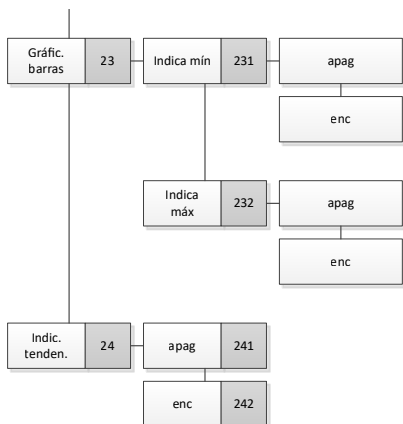 Gráfic.
barras
23
Indica mín
231
apag
enc
Indica
máx
232
apag
enc
Indic.
tenden.
24
apag
241
enc
242